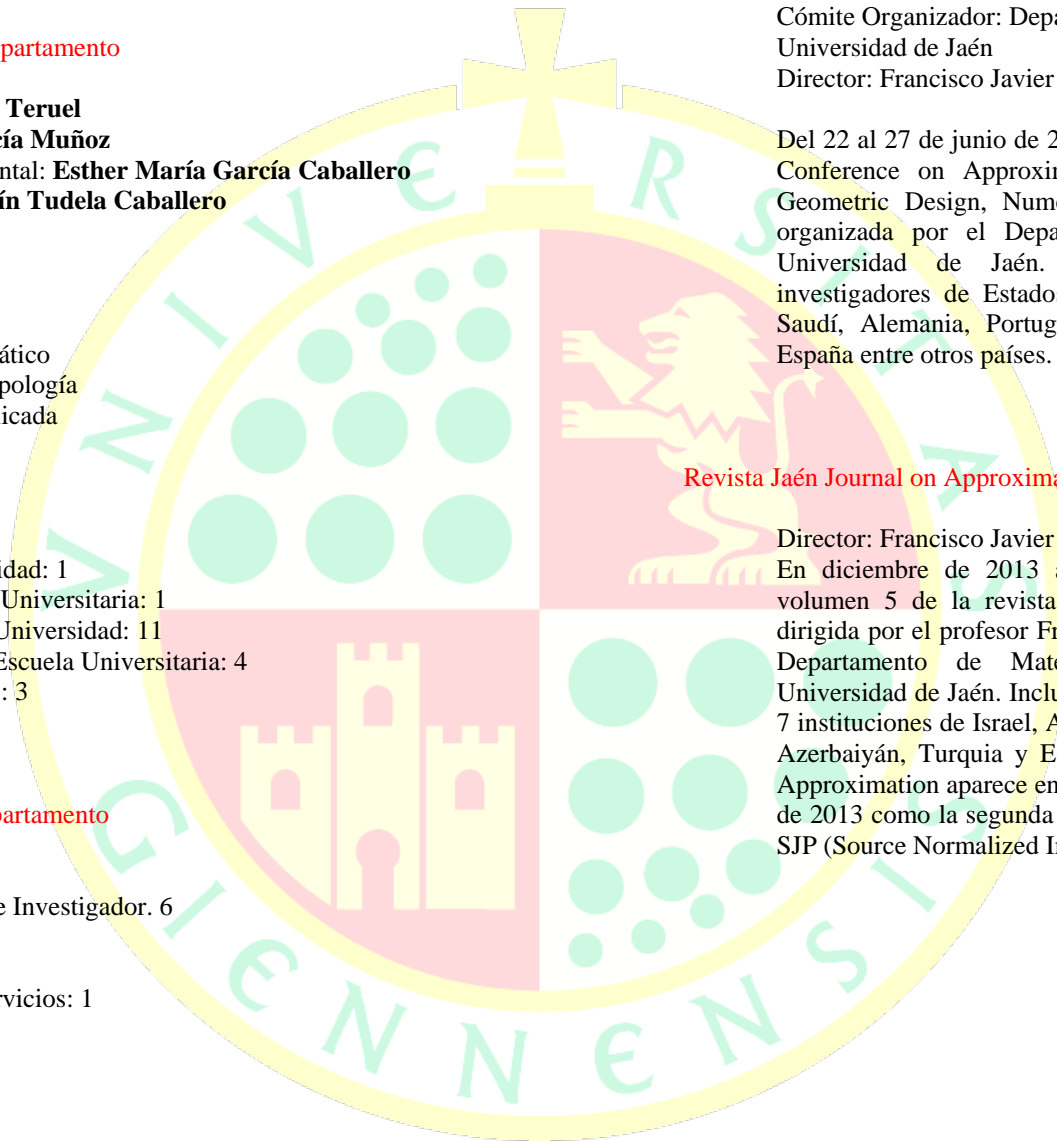 partamento
Teruel
cía Muñoz
ntal: Esther María García Caballero
ín Tudela Caballero
ático
pología
licada
idad: 1
Universitaria: 1
Universidad: 11
Escuela Universitaria: 4
: 3
partamento
e Investigador. 6
rvicios: 1
Cómite Organizador: Depa
Universidad de Jaén
Director: Francisco Javier
Del 22 al 27 de junio de 2
Conference on Approxim
Geometric Design, Nume
organizada por el Depa
Universidad de Jaén.
investigadores de Estado
Saudí, Alemania, Portug
España entre otros países.
Revista Jaén Journal on Approxima
Director: Francisco Javier
En diciembre de 2013 a
volumen 5 de la revista
dirigida por el profesor Fr
Departamento de Mate
Universidad de Jaén. Inclu
7 instituciones de Israel, A
Azerbaiyán, Turquia y E
Approximation aparece en
de 2013 como la segunda
SJP (Source Normalized In
VNIVERSITAS
GIENNENSIS